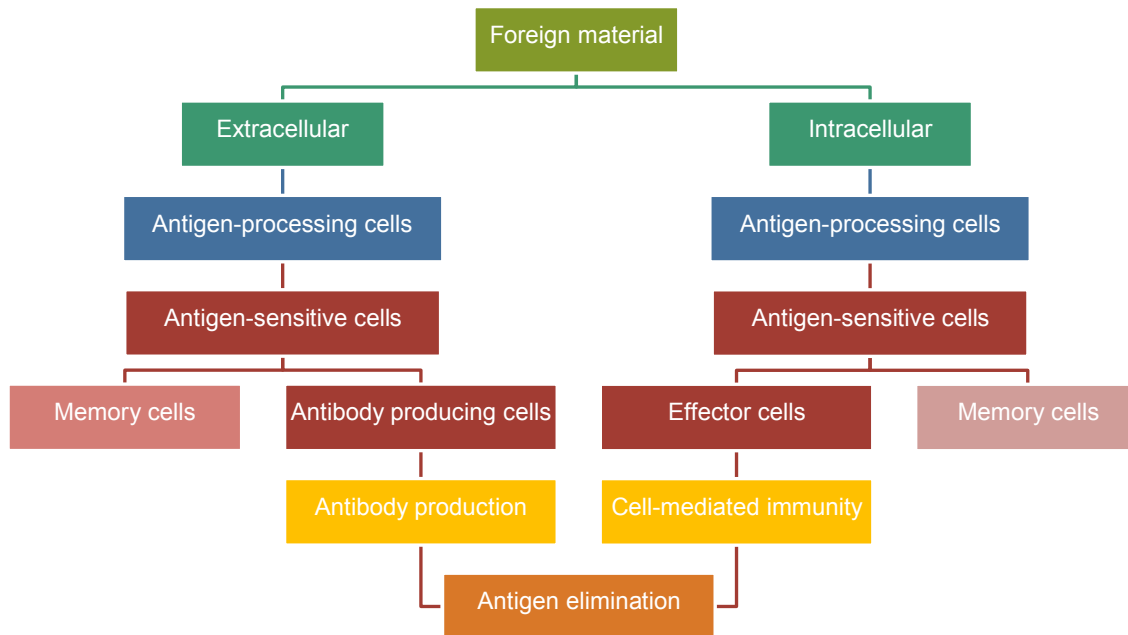 Foreign material
Extracellular
Intracellular
Antigen-processing cells
Antigen-processing cells
Antigen-sensitive cells
Antigen-sensitive cells
Memory cells
Antibody producing cells
Effector cells
Memory cells
Antibody production
Cell-mediated immunity
Antigen elimination